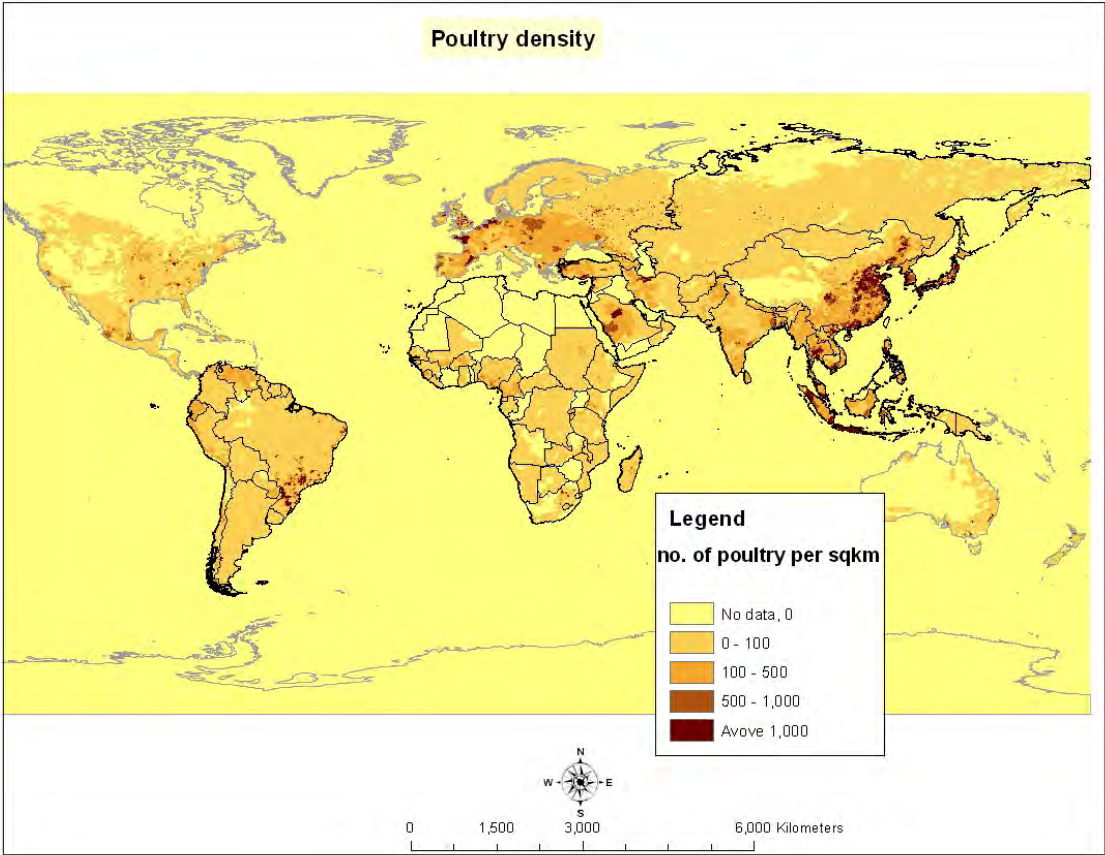 Poultry density
Legend
no. of poultry per sqkm
No data, 0
0 - 100
100 - 500
500 - 1,000
Avove 1,000
N
W E
S
0 1,500 3,000 6,000 Kilometers